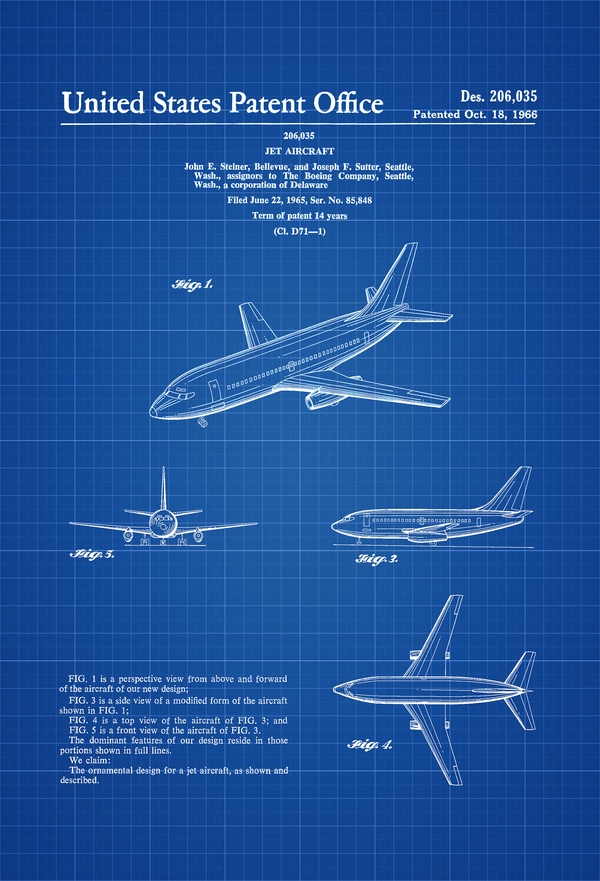 United States Patent Office
Des. 206,035
Patented Oct. 18, 1966
206,035
JET AIRCRAFT
John E. Steiner, Bellevue, and Joseph F. Sutter, Seattle,
Wash., assignors to The Boeing Company, Seattle,
Wash., a corporation of Delaware
Filed June 22, 1965, Ser. No. 85,848
Term of patent 14 years
(Cl. D71—1)
Fig. 1.
Fig. 5.
Fig. 3.
Fig. 4.
FIG. 1 is a perspective view from above and forward
of the aircraft of our new design;
FIG. 3 is a side view of a modified form of the aircraft
shown in FIG. 1;
FIG. 4 is a top view of the aircraft of FIG. 3; and
FIG. 5 is a front view of the aircraft of FIG. 3.
The dominant features of our design reside in those
portions shown in full lines.
We claim:
The ornamental design for a jet aircraft, as shown and
described.